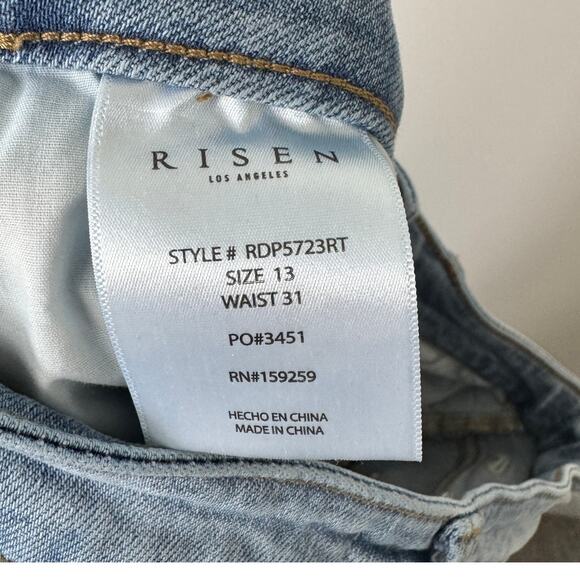 RISEN
LOS ANGELES
STYLE # RDP5723RT
SIZE 13
WAIST 31
PO#3451
RN#159259
HECHO EN CHINA
MADE IN CHINA